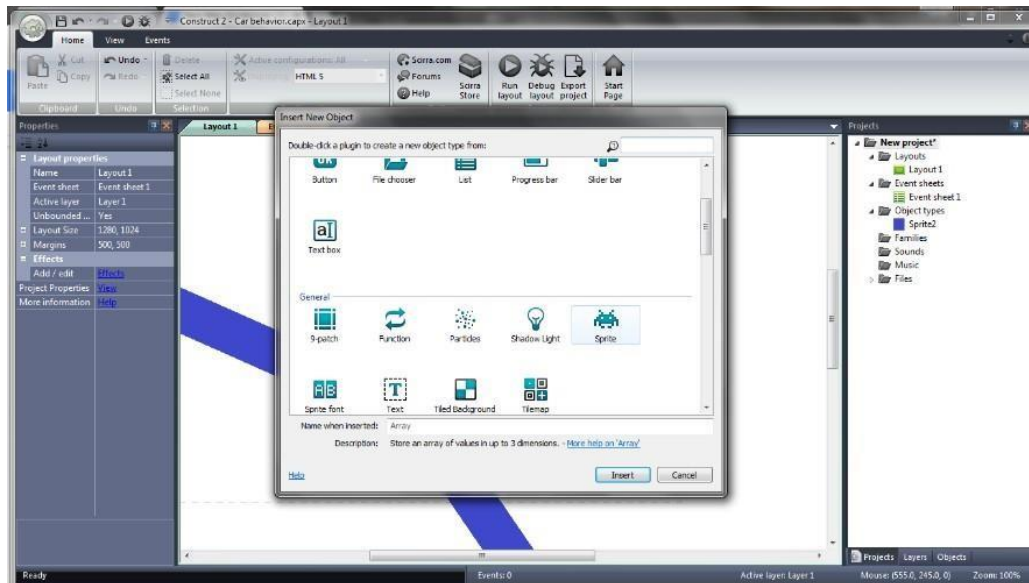 Construct 2 - Car behavior.capx - Layout 1
Home View Events
Paste
Cut
Copy
Clipboard
Undo
Redo
Undo
Delete
Select All
Select None
Selection
Active configurations: All
HTML 5
Scirra.com
Forums
Help
Scirra Store
Run layout
Debug layout
Export project
Start Page
Properties
Layout properties
Name Layout 1
Event sheet Event sheet 1
Active layer Layer 1
Unbounded ... Yes
Layout Size 1280, 1024
Margins 500, 500
Effects
Add / edit Effects
Project Properties View
More information Help
Layout 1
Insert New Object
Double-click a plugin to create a new object type from:
OK
Button File chooser List Progress bar Slider bar
aI
Text box
General
9-patch Function Particles Shadow Light Sprite
AB T
Sprite font Text Tiled Background Tilemap
Name when inserted: Array
Description: Store an array of values in up to 3 dimensions. - More help on 'Array'
Help Insert Cancel
Projects
New project*
Layouts
Layout 1
Event sheets
Event sheet 1
Object types
Sprite2
Families
Sounds
Music
Files
Projects Layers Objects
Ready Events: 0 Active layer: Layer 1 Mouse: (555.0, 245.0, 0) Zoom: 100%